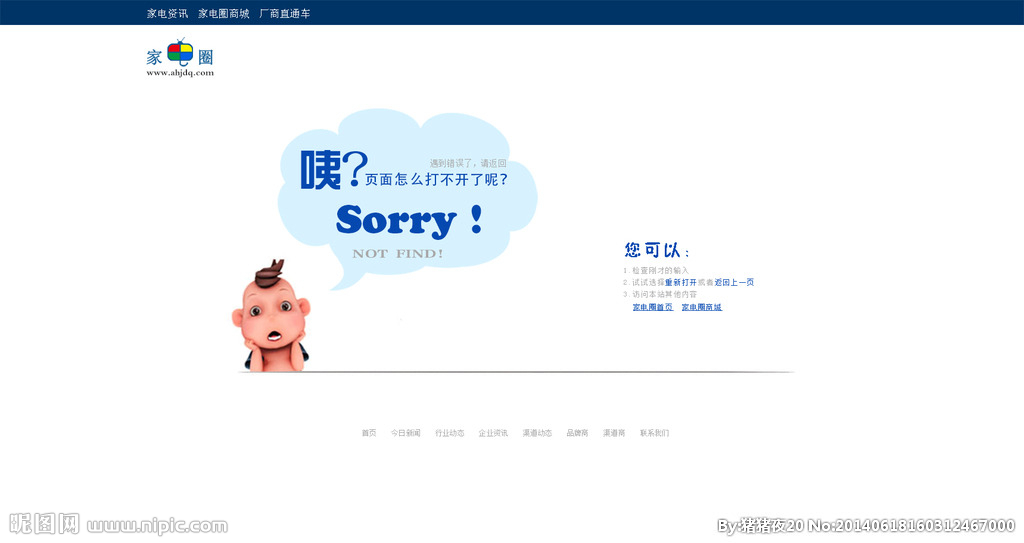 家电资讯 家电圈商城 厂商直通车
家 圈
www.ahjdq.com
咦?
遇到错误了，请返回
页面怎么打不开了呢?
Sorry !
NOT FIND!
您可以:
1.检查刚才的输入
2.试试选择重新打开或者返回上一页
3.访问本站其他内容
家电圈首页 家电圈商城
首页 今日新闻 行业动态 企业资讯 渠道动态 品牌商 渠道商 联系我们
昵图网 www.nipic.com
By:猪猪夜20 No:20140618160312467000